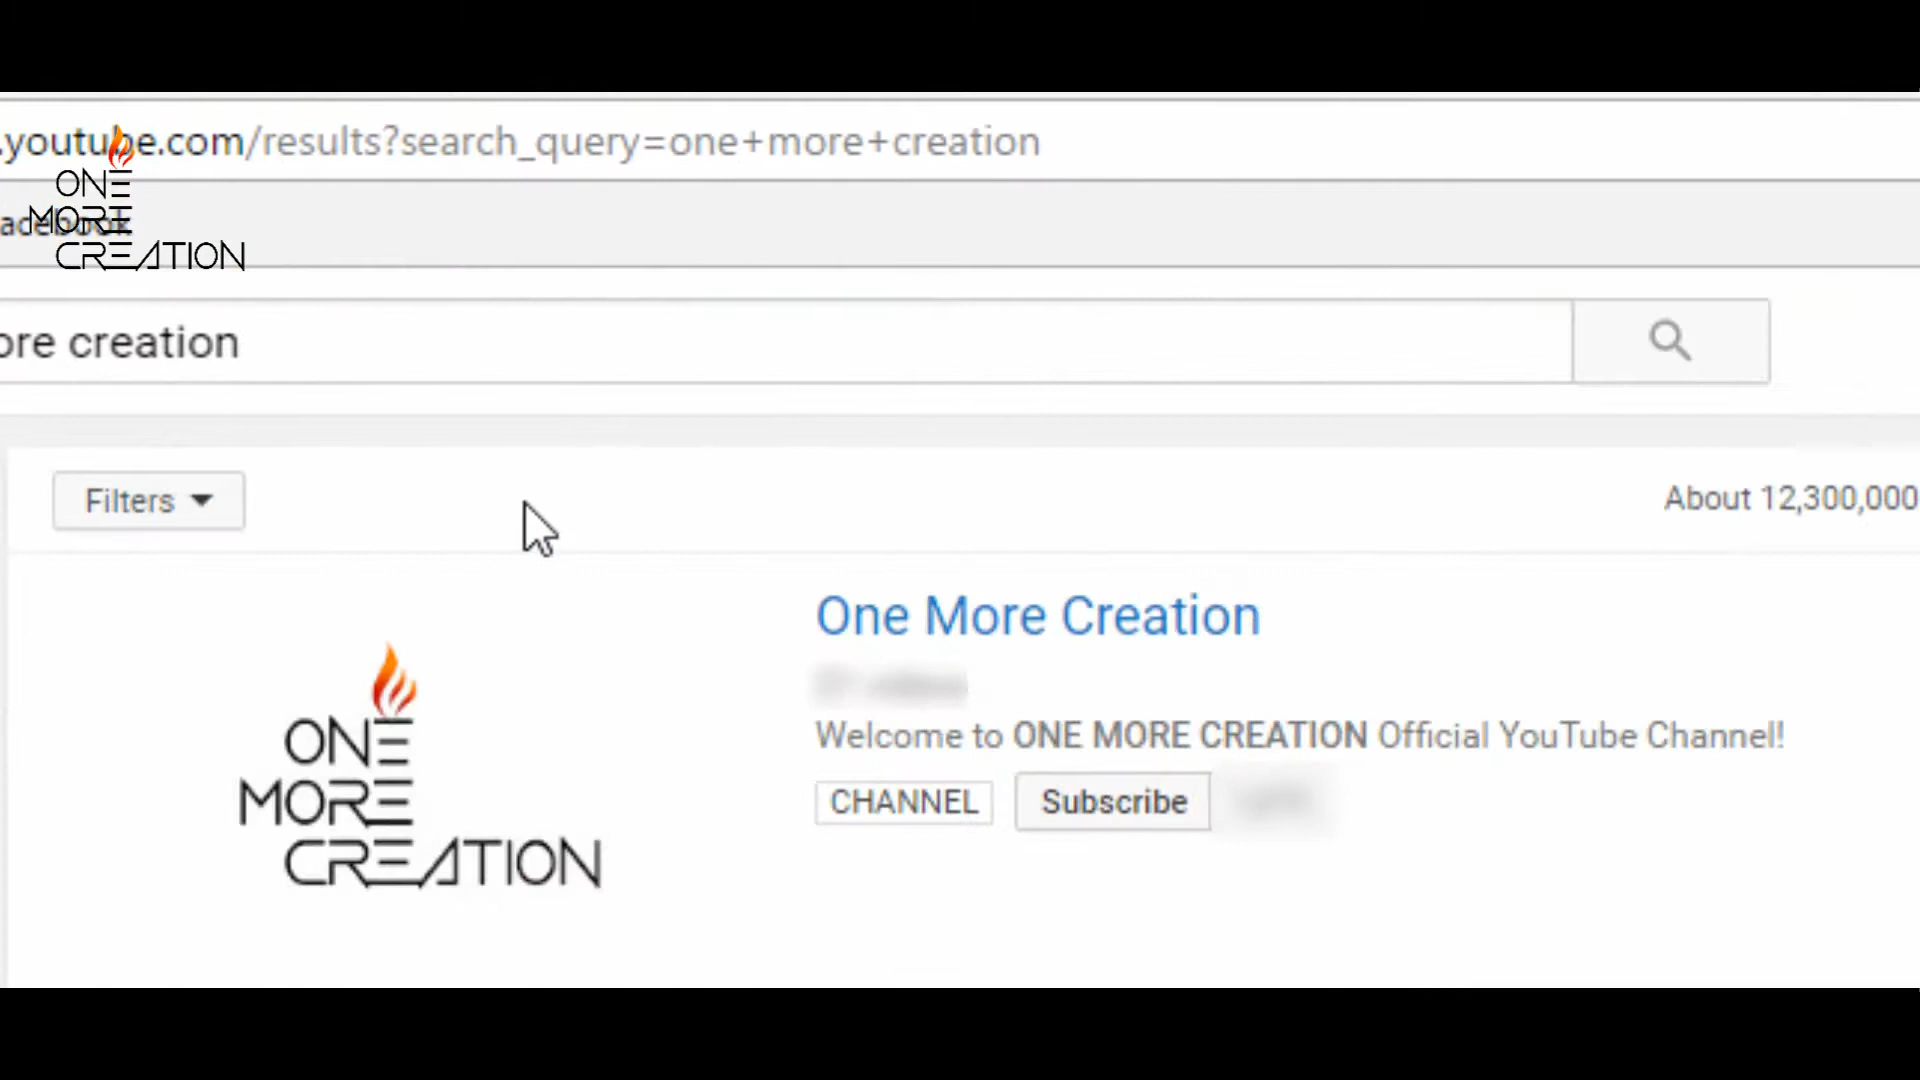 .youtube.com/results?search_query=one+more+creation
ONE
MORE
CREATION
acebook
ore creation
Filters
About 12,300,000
One More Creation
Welcome to ONE MORE CREATION Official YouTube Channel!
CHANNEL Subscribe
ONE
MORE
CREATION